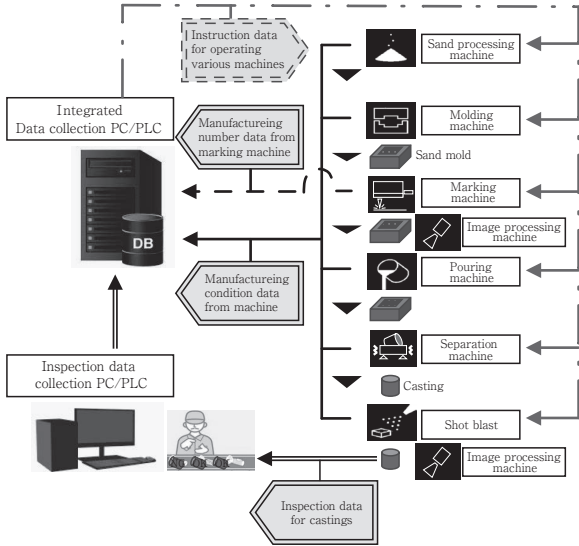 Instruction data
for operating
various machines
Sand processing
machine
Integrated
Data collection PC/PLC
Manufactureing
number data from
marking machine
Molding
machine
Sand mold
Marking
machine
Image processing
machine
DB
Manufactureing
condition data
from machine
Pouring
machine
Inspection data
collection PC/PLC
Separation
machine
Casting
Shot blast
Image processing
machine
Inspection data
for castings